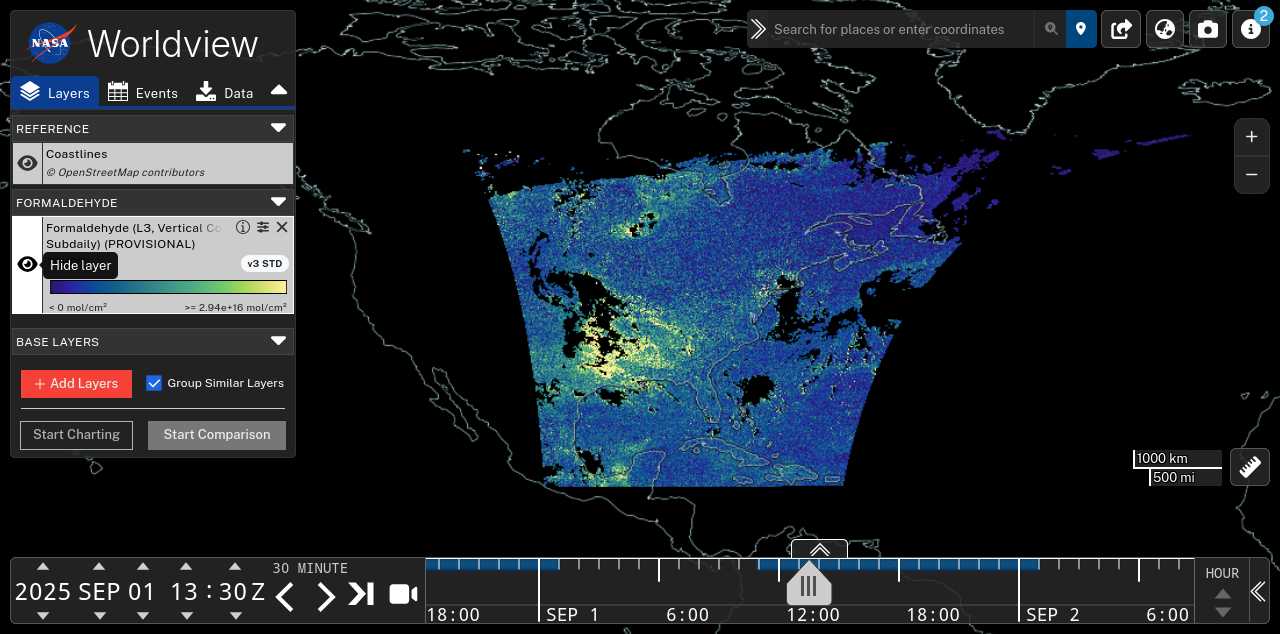 NASA
Worldview
Layers
Events
Data
REFERENCE
Coastlines
© OpenStreetMap contributors
FORMALDEHYDE
Formaldehyde (L3, Vertical Co
Subdaily) (PROVISIONAL)
Hide layer
v3 STD
< 0 mol/cm²
>= 2.94e+16 mol/cm²
BASE LAYERS
+ Add Layers
Group Similar Layers
Start Charting
Start Comparison
Search for places or enter coordinates
2
+
−
1000 km
500 mi
2025 SEP 01 13 : 30 Z
30 MINUTE
18:00
SEP 1
6:00
12:00
18:00
SEP 2
6:00
HOUR